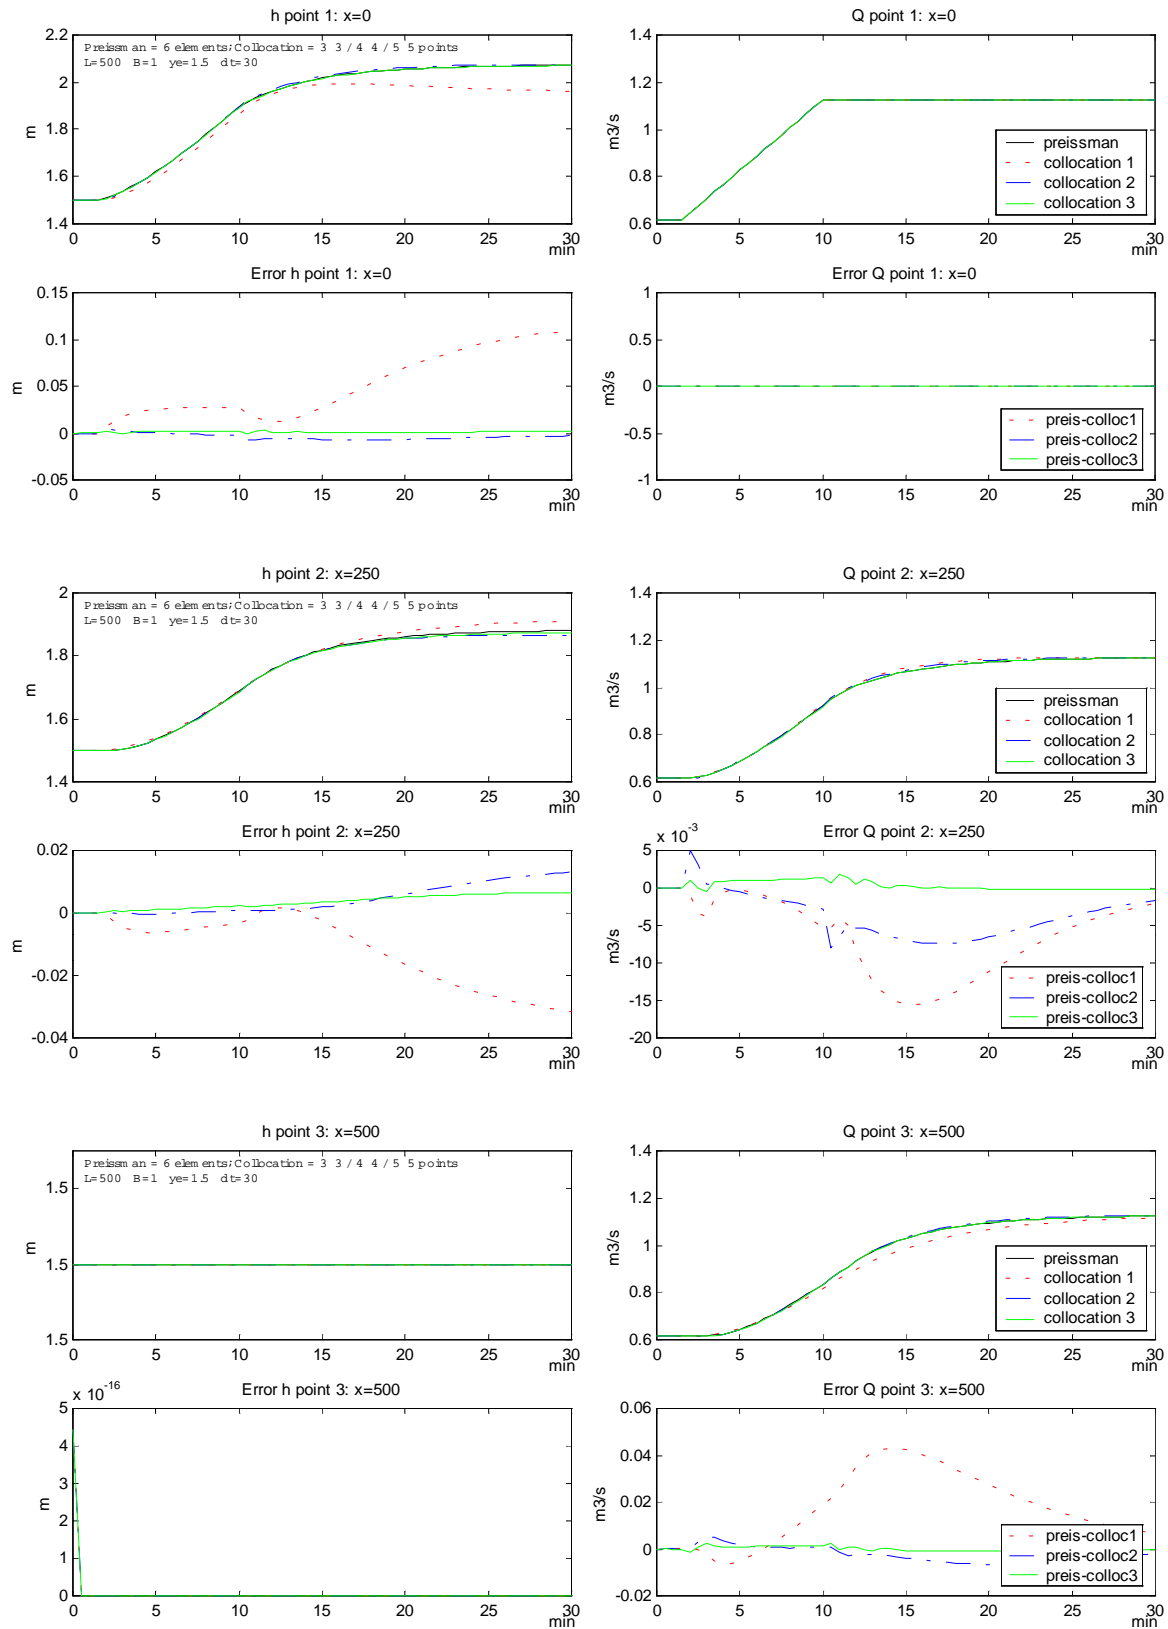 h point 1: x=0
Q point 1: x=0
2.2
2
1.8
1.6
1.4
m
Preissman = 6 elements;Collocation = 3 3 / 4 4 / 5 5 points
L=500 B=1 ye=1.5 dt=30
0 5 10 15 20 25 30
min
1.4
1.2
1
0.8
0.6
m3/s
preissman
collocation 1
collocation 2
collocation 3
0 5 10 15 20 25 30
min
Error h point 1: x=0
Error Q point 1: x=0
0.15
0.1
0.05
0
-0.05
m
0 5 10 15 20 25 30
min
1
0.5
0
-0.5
-1
m3/s
preis-colloc1
preis-colloc2
preis-colloc3
0 5 10 15 20 25 30
min
h point 2: x=250
Q point 2: x=250
2
1.8
1.6
1.4
m
Preissman = 6 elements;Collocation = 3 3 / 4 4 / 5 5 points
L=500 B=1 ye=1.5 dt=30
0 5 10 15 20 25 30
min
1.4
1.2
1
0.8
0.6
m3/s
preissman
collocation 1
collocation 2
collocation 3
0 5 10 15 20 25 30
min
Error h point 2: x=250
Error Q point 2: x=250
0.02
0
-0.02
-0.04
m
0 5 10 15 20 25 30
min
x 10^-3
5
0
-5
-10
-15
-20
m3/s
preis-colloc1
preis-colloc2
preis-colloc3
0 5 10 15 20 25 30
min
h point 3: x=500
Q point 3: x=500
1.5
1.5
1.5
m
Preissman = 6 elements;Collocation = 3 3 / 4 4 / 5 5 points
L=500 B=1 ye=1.5 dt=30
0 5 10 15 20 25 30
min
1.4
1.2
1
0.8
0.6
m3/s
preissman
collocation 1
collocation 2
collocation 3
0 5 10 15 20 25 30
min
Error h point 3: x=500
Error Q point 3: x=500
x 10^-16
5
4
3
2
1
0
m
0 5 10 15 20 25 30
min
0.06
0.04
0.02
0
-0.02
m3/s
preis-colloc1
preis-colloc2
preis-colloc3
0 5 10 15 20 25 30
min